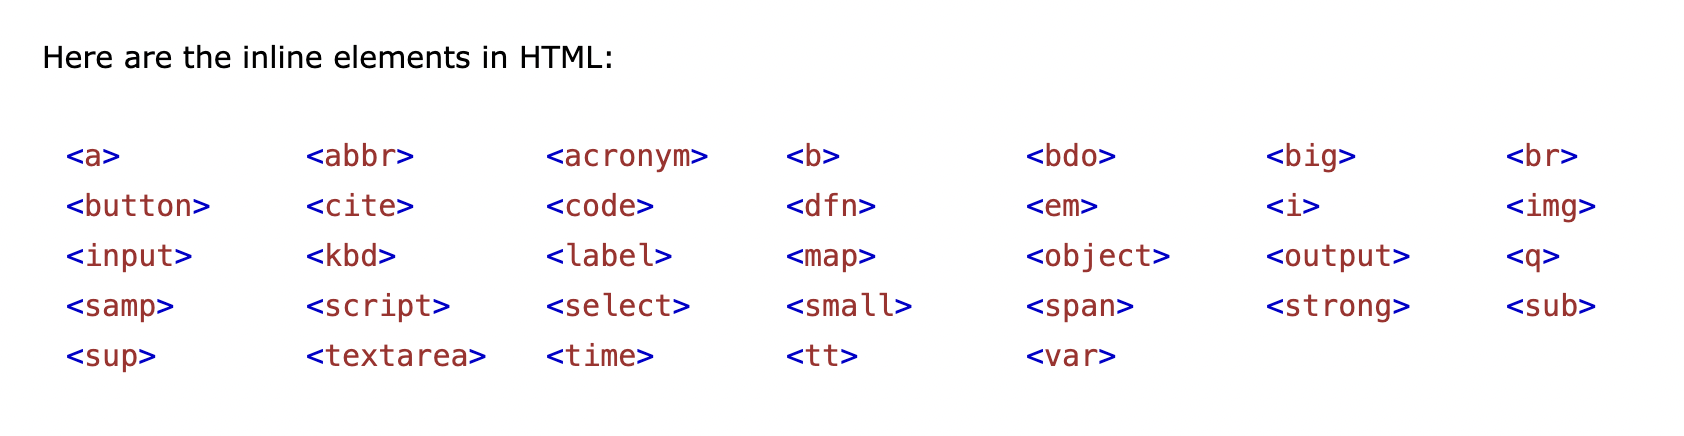 Here are the inline elements in HTML:
<a> <abbr> <acronym> <b> <bdo> <big> <br>
<button> <cite> <code> <dfn> <em> <i> <img>
<input> <kbd> <label> <map> <object> <output> <q>
<samp> <script> <select> <small> <span> <strong> <sub>
<sup> <textarea> <time> <tt> <var>